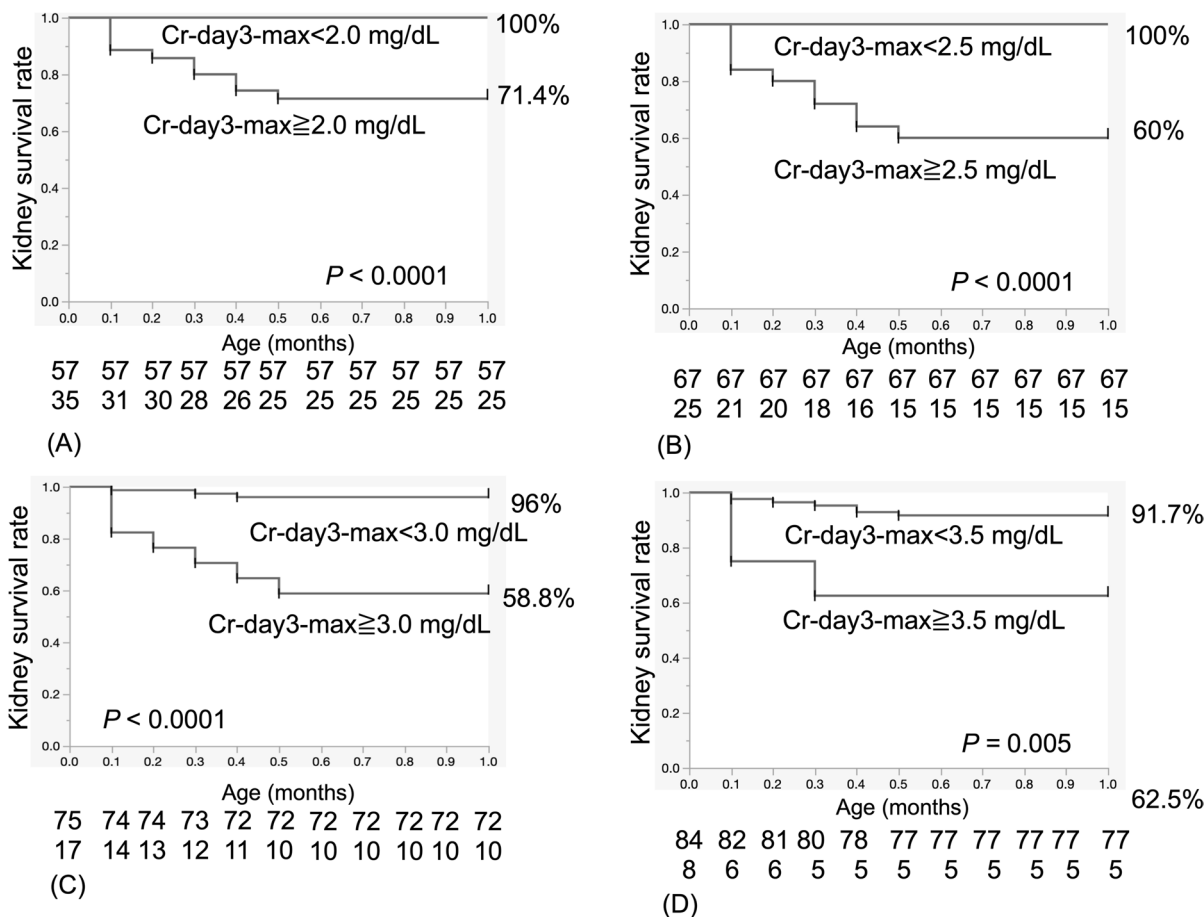 1.0
0.8
0.6
0.4
0.2
0.0
Kidney survival rate
Cr-day3-max<2.0 mg/dL
100%
71.4%
Cr-day3-max≧2.0 mg/dL
P < 0.0001
0.0 0.1 0.2 0.3 0.4 0.5 0.6 0.7 0.8 0.9 1.0
Age (months)
57 57 57 57 57 57 57 57 57 57 57
35 31 30 28 26 25 25 25 25 25 25
(A)
1.0
0.8
0.6
0.4
0.2
0.0
Kidney survival rate
Cr-day3-max<2.5 mg/dL
100%
60%
Cr-day3-max≧2.5 mg/dL
P < 0.0001
0.0 0.1 0.2 0.3 0.4 0.5 0.6 0.7 0.8 0.9 1.0
Age (months)
67 67 67 67 67 67 67 67 67 67 67
25 21 20 18 16 15 15 15 15 15 15
(B)
1.0
0.8
0.6
0.4
0.2
0.0
Kidney survival rate
96%
Cr-day3-max<3.0 mg/dL
58.8%
Cr-day3-max≧3.0 mg/dL
P < 0.0001
0.0 0.1 0.2 0.3 0.4 0.5 0.6 0.7 0.8 0.9 1.0
Age (months)
75 74 74 73 72 72 72 72 72 72 72
17 14 13 12 11 10 10 10 10 10 10
(C)
1.0
0.8
0.6
0.4
0.2
0.0
Kidney survival rate
91.7%
Cr-day3-max<3.5 mg/dL
Cr-day3-max≧3.5 mg/dL
P = 0.005
0.0 0.1 0.2 0.3 0.4 0.5 0.6 0.7 0.8 0.9 1.0
62.5%
Age (months)
84 82 81 80 78 77 77 77 77 77 77
8 6 6 5 5 5 5 5 5 5 5
(D)